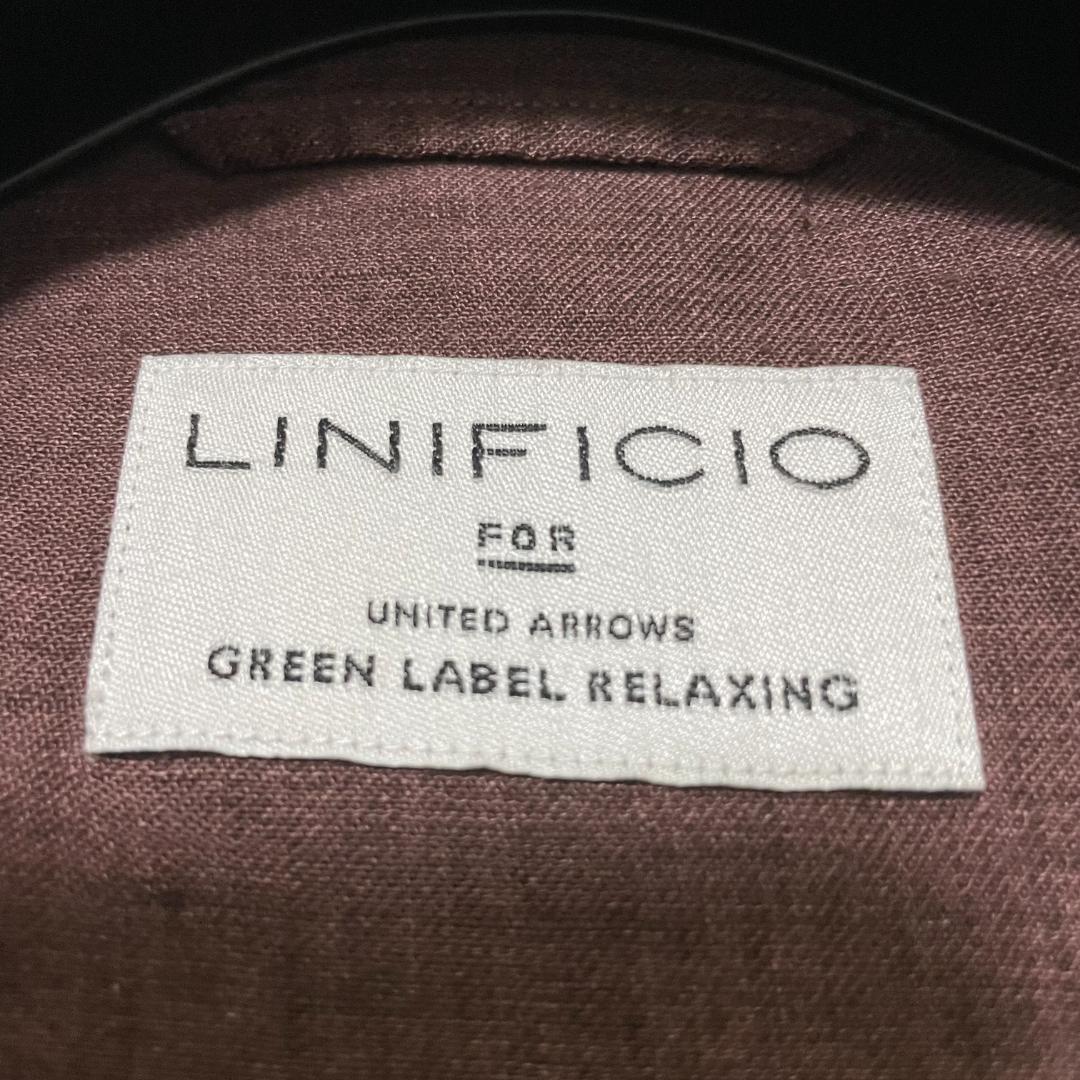 LINIFICIO
FOR
UNITED ARROWS
GREEN LABEL RELAXING